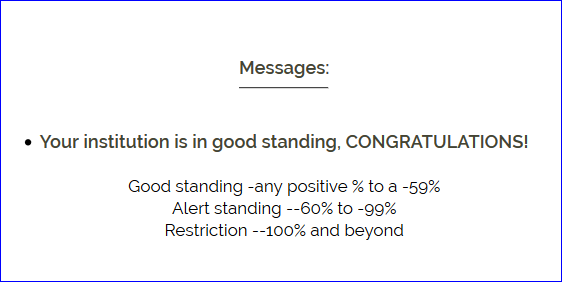 Messages:
• Your institution is in good standing, CONGRATULATIONS!
Good standing -any positive % to a -59%
Alert standing --60% to -99%
Restriction --100% and beyond